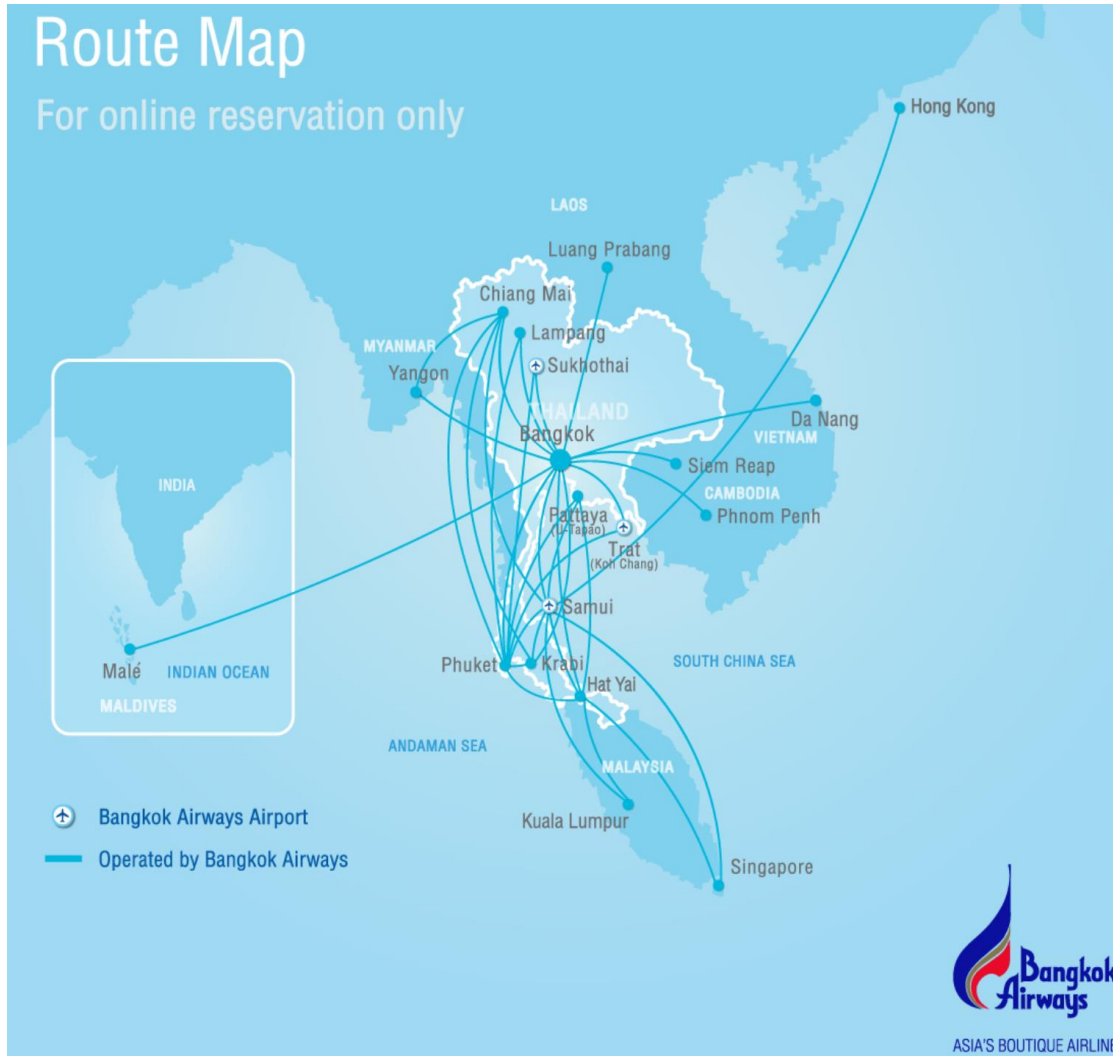 Route Map
For online reservation only
Hong Kong
LAOS
Luang Prabang
Chiang Mai
Lampang
MYANMAR
Sukhothai
Yangon
THAILAND
Da Nang
Bangkok
VIETNAM
Siem Reap
INDIA
CAMBODIA
Pattaya
(U-Tapao)
Phnom Penh
Trat
(Koh Chang)
Samui
Malé
INDIAN OCEAN
Phuket
Krabi
SOUTH CHINA SEA
Hat Yai
MALDIVES
ANDAMAN SEA
MALAYSIA
Bangkok Airways Airport
Kuala Lumpur
Operated by Bangkok Airways
Singapore
Bangkok
Airways
ASIA'S BOUTIQUE AIRLINE